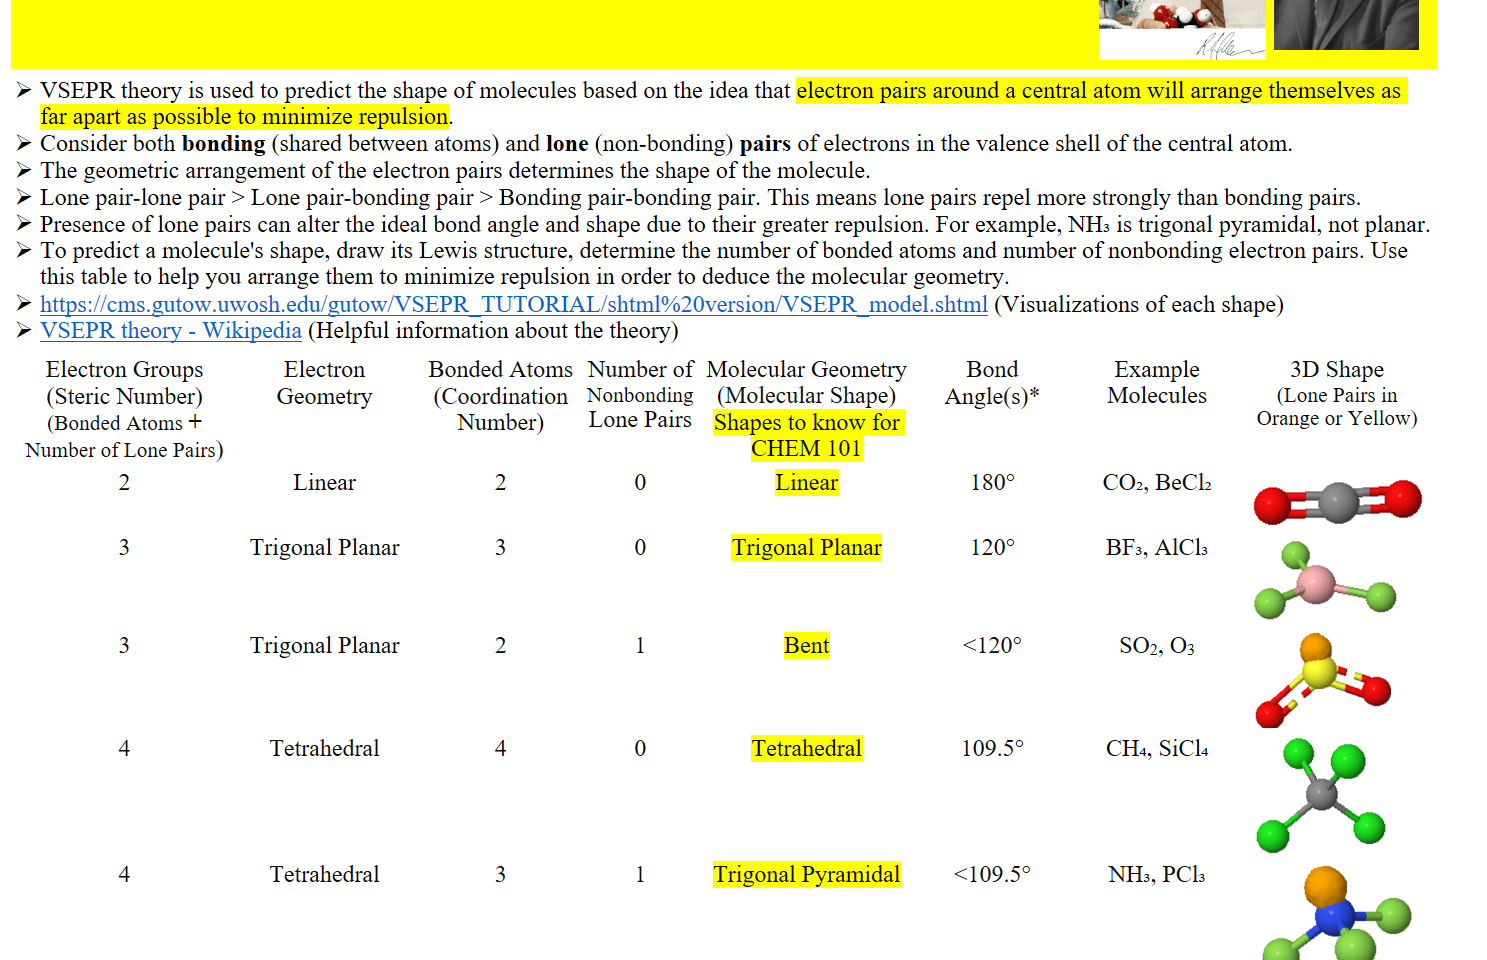 ➢ VSEPR theory is used to predict the shape of molecules based on the idea that electron pairs around a central atom will arrange themselves as
far apart as possible to minimize repulsion.
➢ Consider both bonding (shared between atoms) and lone (non-bonding) pairs of electrons in the valence shell of the central atom.
➢ The geometric arrangement of the electron pairs determines the shape of the molecule.
➢ Lone pair-lone pair > Lone pair-bonding pair > Bonding pair-bonding pair. This means lone pairs repel more strongly than bonding pairs.
➢ Presence of lone pairs can alter the ideal bond angle and shape due to their greater repulsion. For example, NH₃ is trigonal pyramidal, not planar.
➢ To predict a molecule's shape, draw its Lewis structure, determine the number of bonded atoms and number of nonbonding electron pairs. Use
this table to help you arrange them to minimize repulsion in order to deduce the molecular geometry.
➢ https://cms.gutow.uwosh.edu/gutow/VSEPR_TUTORIAL/shtml%20version/VSEPR_model.shtml (Visualizations of each shape)
➢ VSEPR theory - Wikipedia (Helpful information about the theory)
Electron Groups Electron Bonded Atoms Number of Molecular Geometry Bond Example 3D Shape
(Steric Number) Geometry (Coordination Nonbonding (Molecular Shape) Angle(s)* Molecules (Lone Pairs in
(Bonded Atoms + Number) Lone Pairs Shapes to know for Orange or Yellow)
Number of Lone Pairs) CHEM 101
2 Linear 2 0 Linear 180° CO₂, BeCl₂
3 Trigonal Planar 3 0 Trigonal Planar 120° BF₃, AlCl₃
3 Trigonal Planar 2 1 Bent <120° SO₂, O₃
4 Tetrahedral 4 0 Tetrahedral 109.5° CH₄, SiCl₄
4 Tetrahedral 3 1 Trigonal Pyramidal <109.5° NH₃, PCl₃